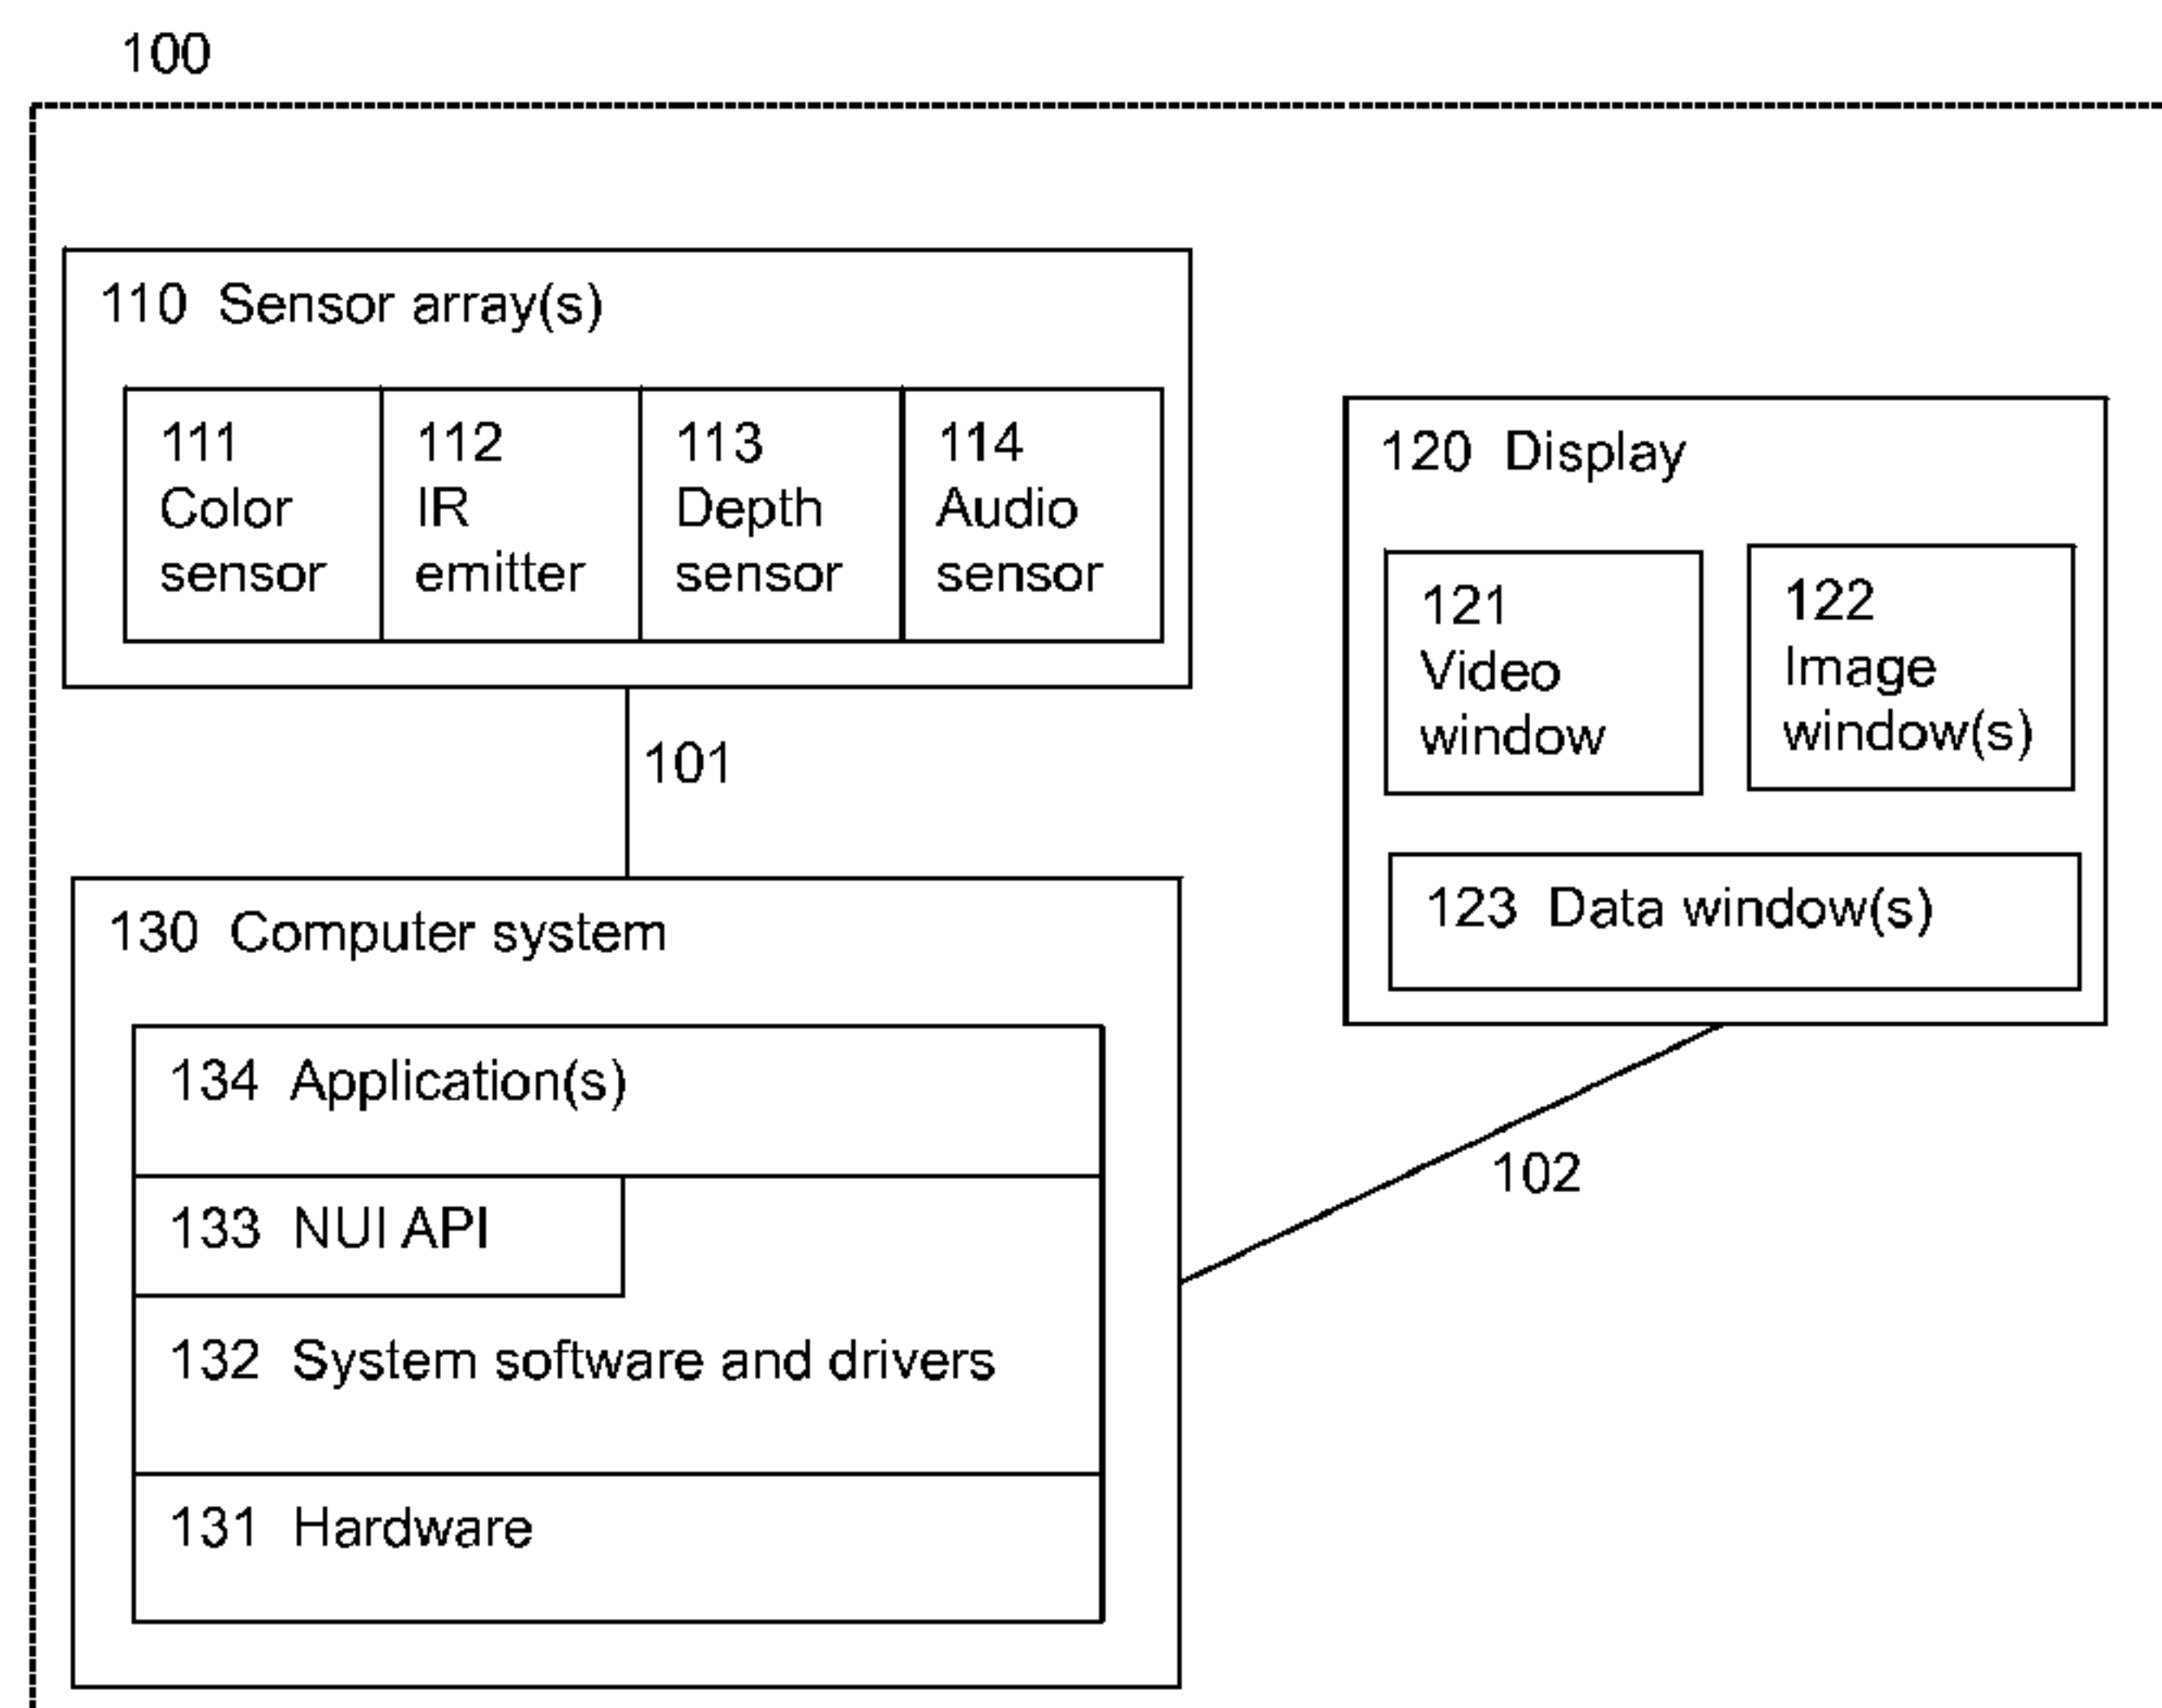 100
110 Sensor array(s)
111
Color
sensor
112
IR
emitter
113
Depth
sensor
114
Audio
sensor
120 Display
121
Video
window
122
Image
window(s)
123 Data window(s)
101
130 Computer system
134 Application(s)
133 NUI API
132 System software and drivers
131 Hardware
102